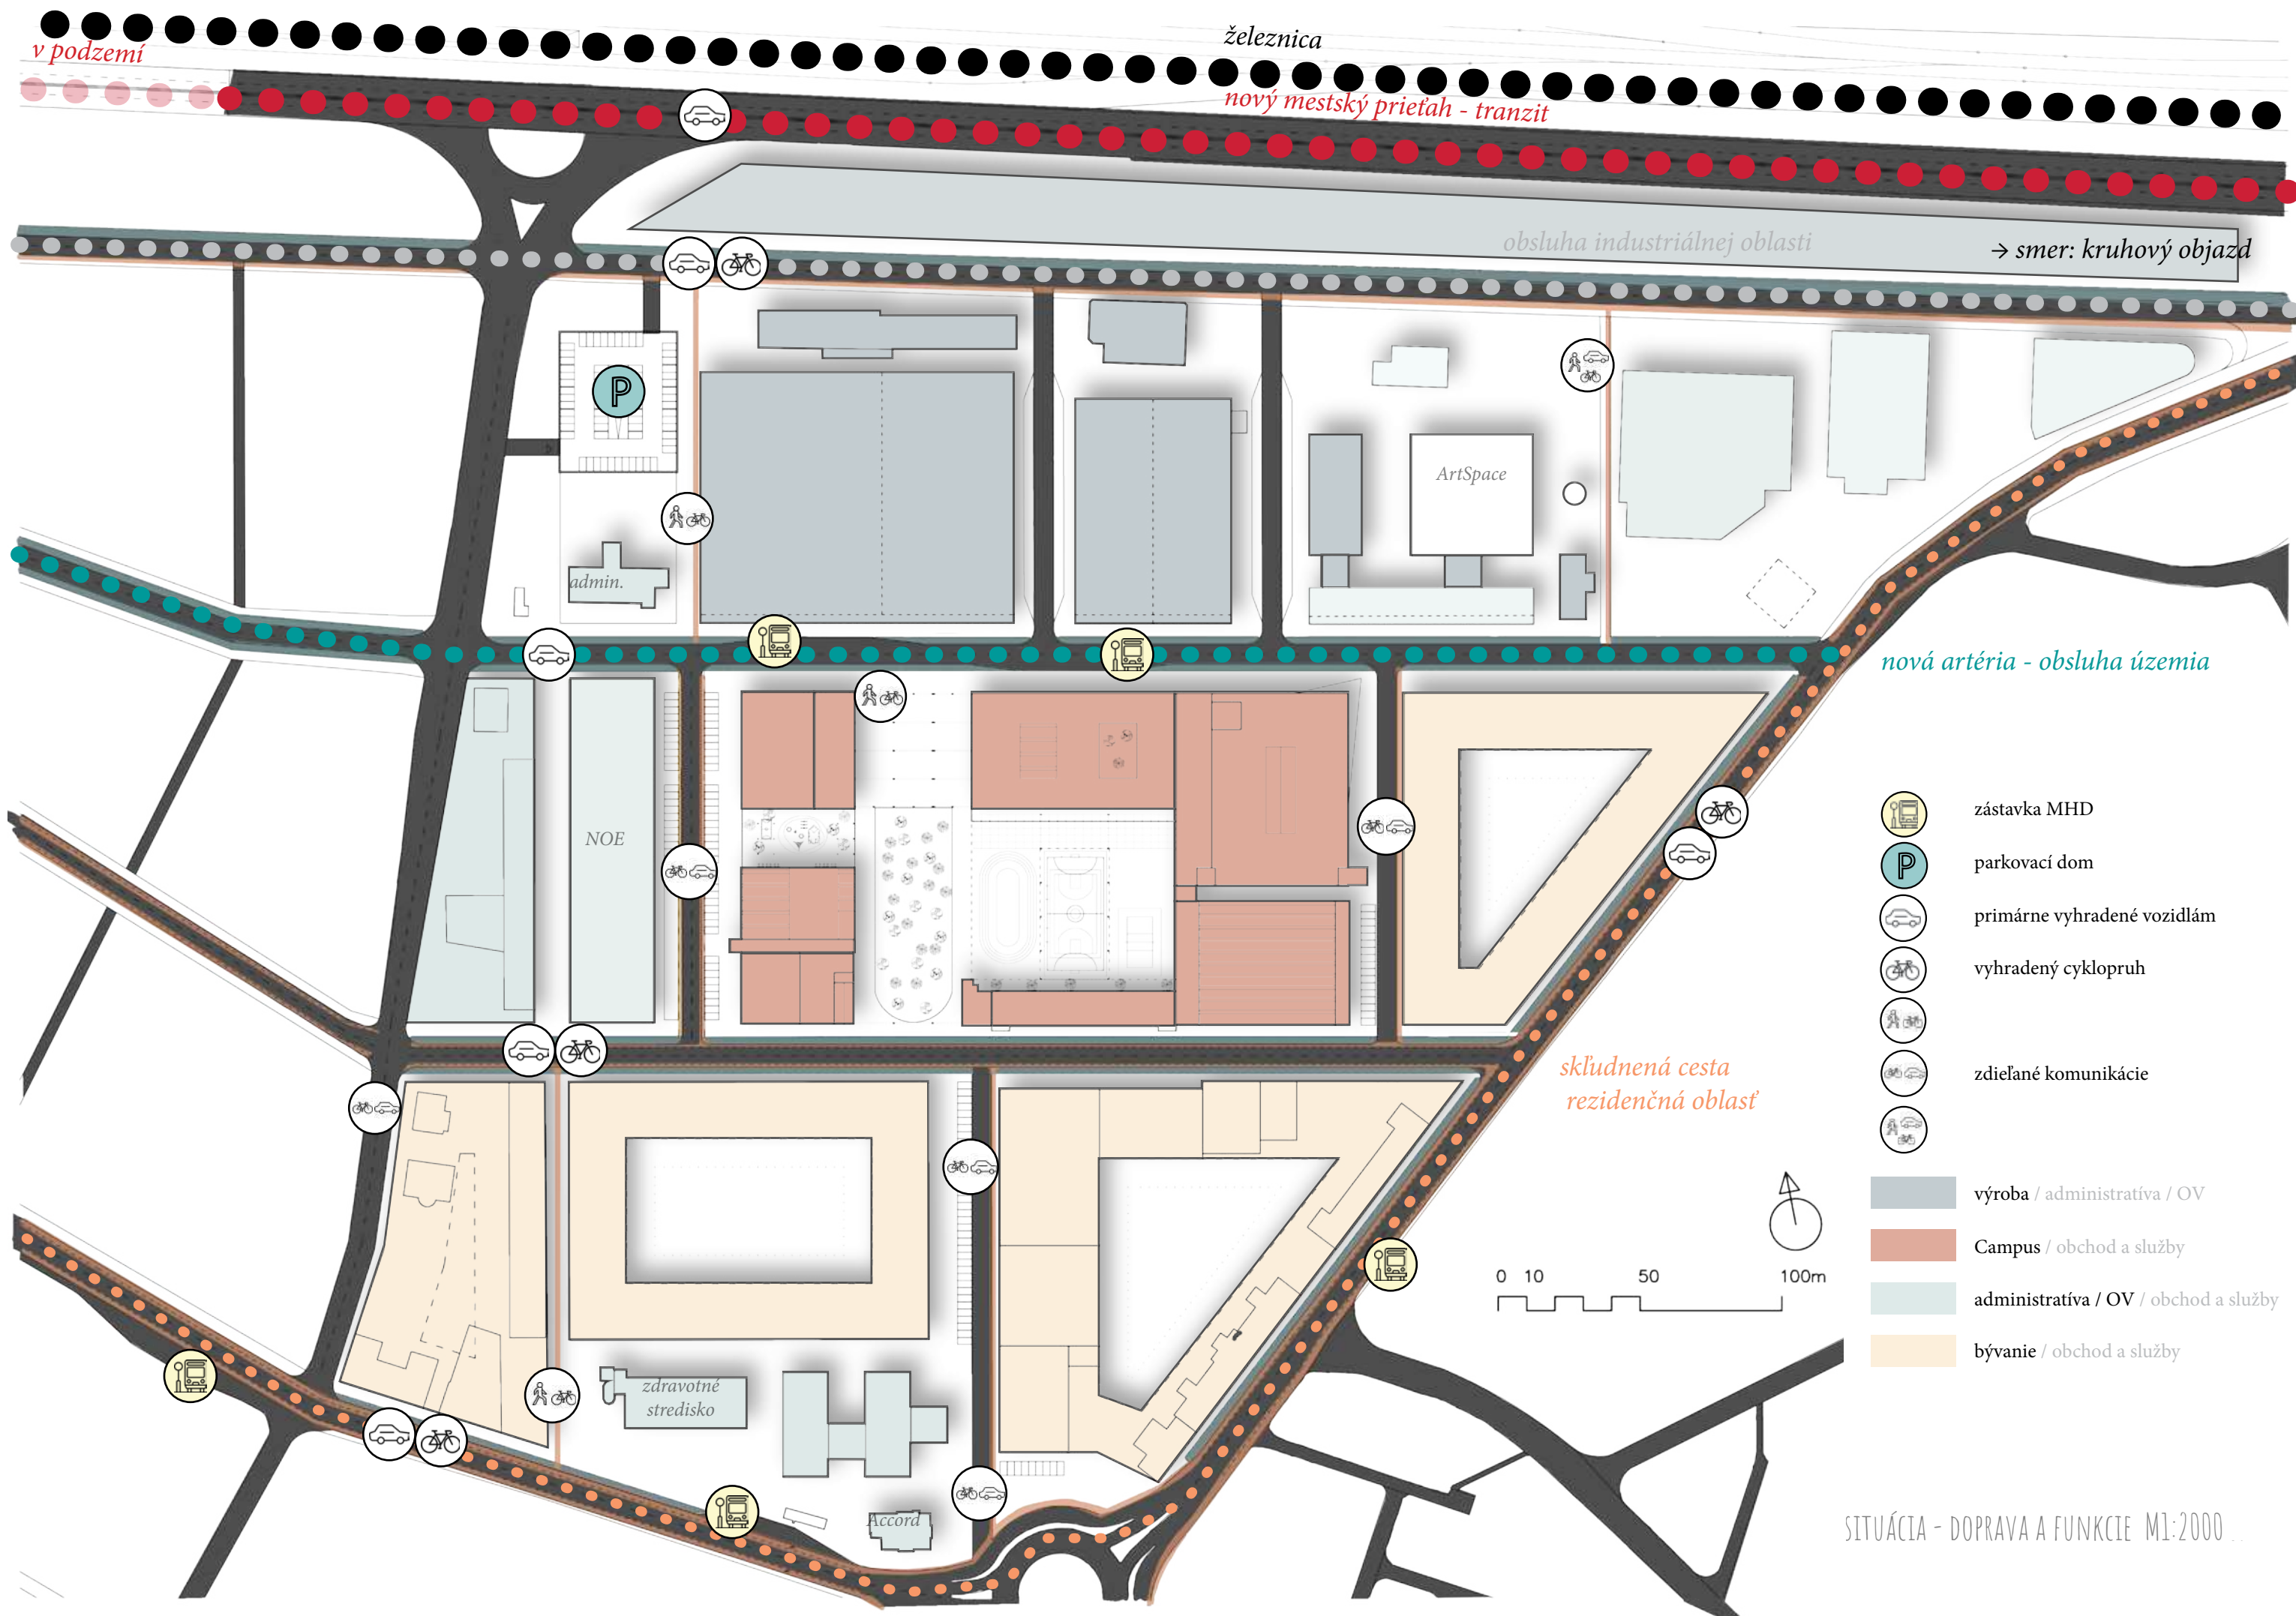 železnica
v podzemí
nový mestský prieťah - tranzit
obsluha industriálnej oblasti
→ smer: kruhový objazd
P
ArtSpace
admin.
nová artéria - obsluha územia
NOE
zástavka MHD
P
parkovací dom
primárne vyhradené vozidlám
vyhradený cyklopruh
skľudnená cesta
rezidenčná oblasť
zdieľané komunikácie
výroba / administratíva / OV
Campus / obchod a služby
0 10 50 100m
administratíva / OV / obchod a služby
bývanie / obchod a služby
zdravotné
stredisko
Accord
SITUÁCIA - DOPRAVA A FUNKCIE M1:2000